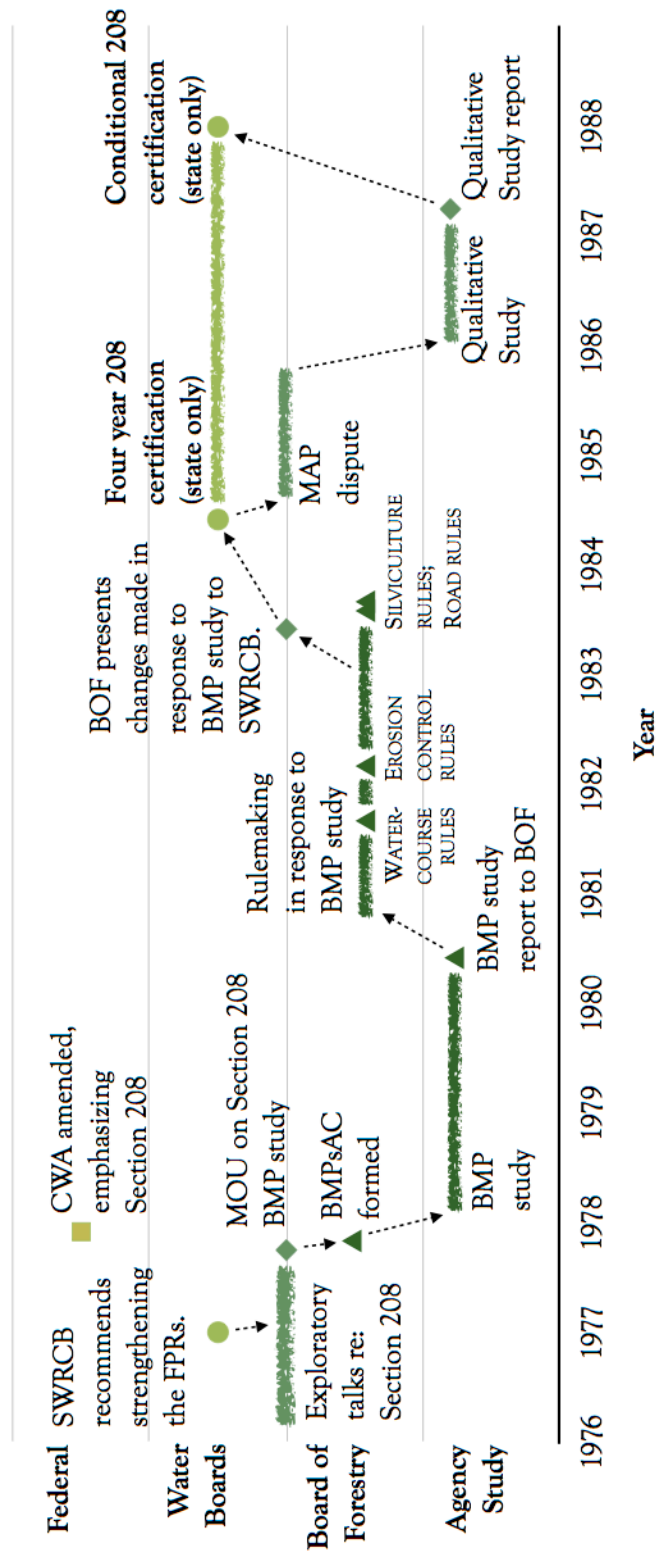 Federal
Water
Boards
Board of
Forestry
Agency
Study
SWRCB
recommends
strengthening
the FPRs.
CWA amended,
emphasizing
Section 208
Exploratory
talks re:
Section 208
MOU on Section 208
BMP study
BMPsAC
formed
BMP
study
BMP study
report to BOF
Rulemaking
in response to
BMP study
WATER-
COURSE
RULES
EROSION
CONTROL
RULES
SILVICULTURE
RULES;
ROAD RULES
BOF presents
changes made in
response to
BMP study to
SWRCB.
Four year 208
certification
(state only)
MAP
dispute
Qualitative
Study
Qualitative
Study report
Conditional 208
certification
(state only)
1976
1977
1978
1979
1980
1981
1982
1983
1984
1985
1986
1987
1988
Year